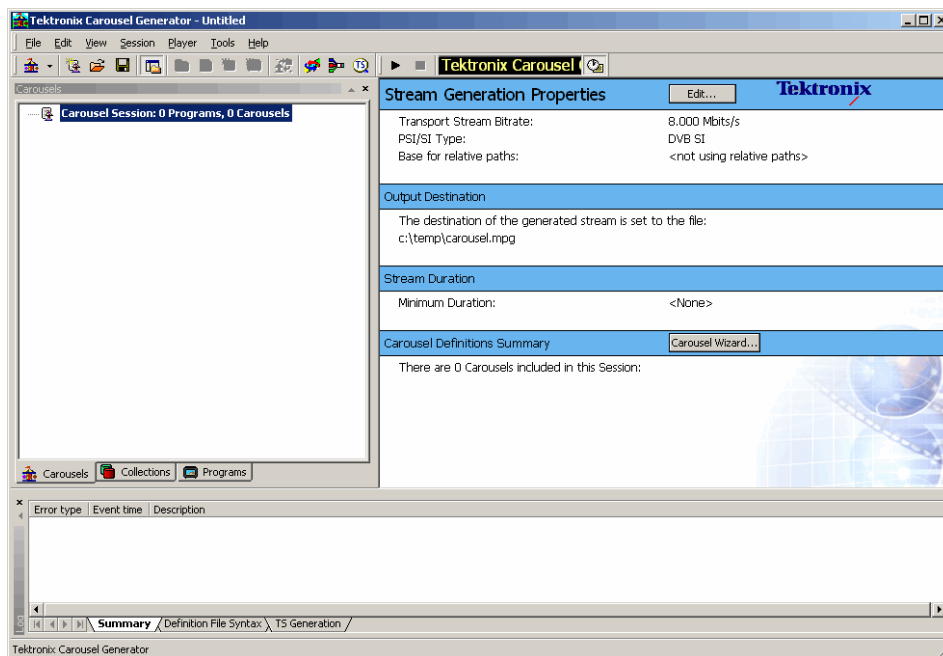 Tektronix Carousel Generator - Untitled
File Edit View Session Player Tools Help
TS Tektronix Carousel
Carousels
Carousel Session: 0 Programs, 0 Carousels
Carousels Collections Programs
Stream Generation Properties Edit... Tektronix
Transport Stream Bitrate: 8.000 Mbits/s
PSI/SI Type: DVB SI
Base for relative paths: <not using relative paths>
Output Destination
The destination of the generated stream is set to the file:
c:\temp\carousel.mpg
Stream Duration
Minimum Duration: <None>
Carousel Definitions Summary Carousel Wizard...
There are 0 Carousels included in this Session:
Error type Event time Description
LOG
Summary Definition File Syntax TS Generation
Tektronix Carousel Generator